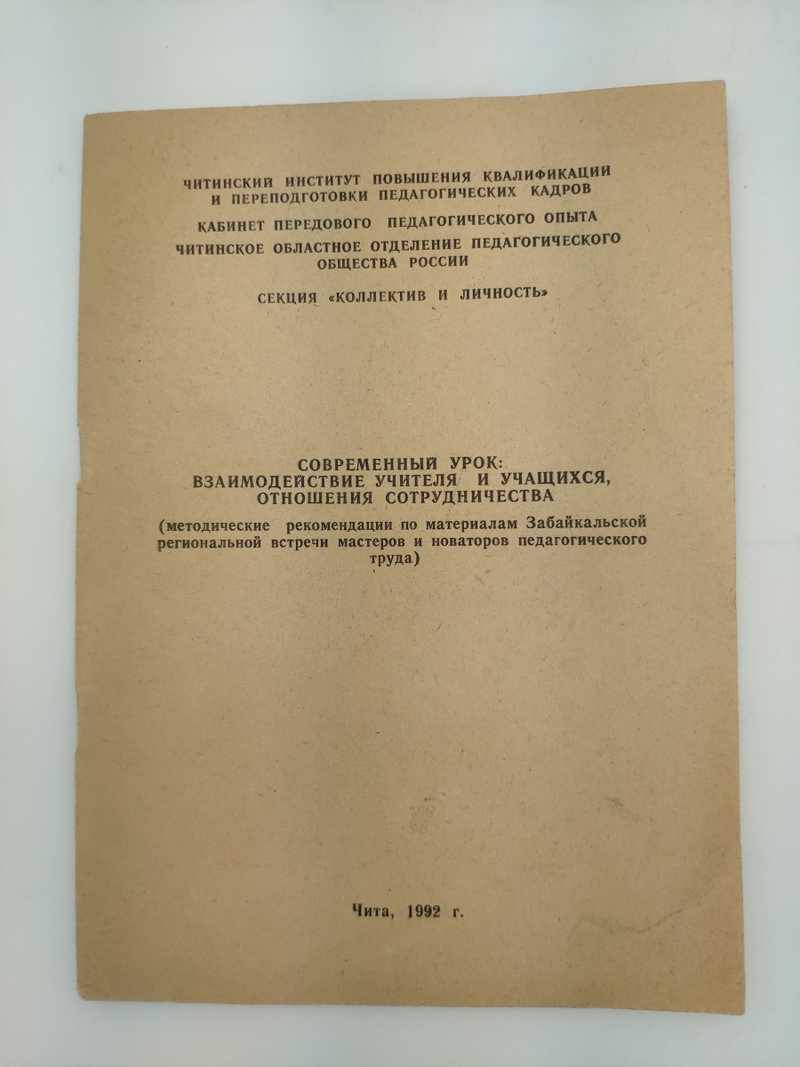 ЧИТИНСКИЙ ИНСТИТУТ ПОВЫШЕНИЯ КВАЛИФИКАЦИИ
И ПЕРЕПОДГОТОВКИ ПЕДАГОГИЧЕСКИХ КАДРОВ
КАБИНЕТ ПЕРЕДОВОГО ПЕДАГОГИЧЕСКОГО ОПЫТА
ЧИТИНСКОЕ ОБЛАСТНОЕ ОТДЕЛЕНИЕ ПЕДАГОГИЧЕСКОГО
ОБЩЕСТВА РОССИИ
СЕКЦИЯ «КОЛЛЕКТИВ И ЛИЧНОСТЬ»
СОВРЕМЕННЫЙ УРОК:
ВЗАИМОДЕЙСТВИЕ УЧИТЕЛЯ И УЧАЩИХСЯ,
ОТНОШЕНИЯ СОТРУДНИЧЕСТВА
(методические рекомендации по материалам Забайкальской
региональной встречи мастеров и новаторов педагогического
труда)
Чита, 1992 г.